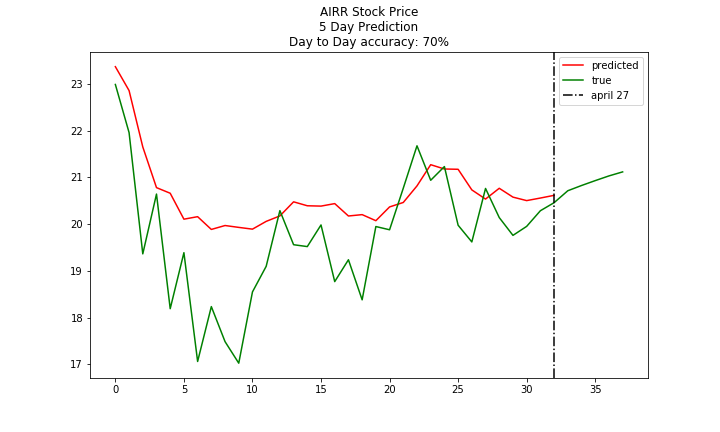 AIRR Stock Price
5 Day Prediction
Day to Day accuracy: 70%
predicted
true
april 27
23
22
21
20
19
18
17
0 5 10 15 20 25 30 35